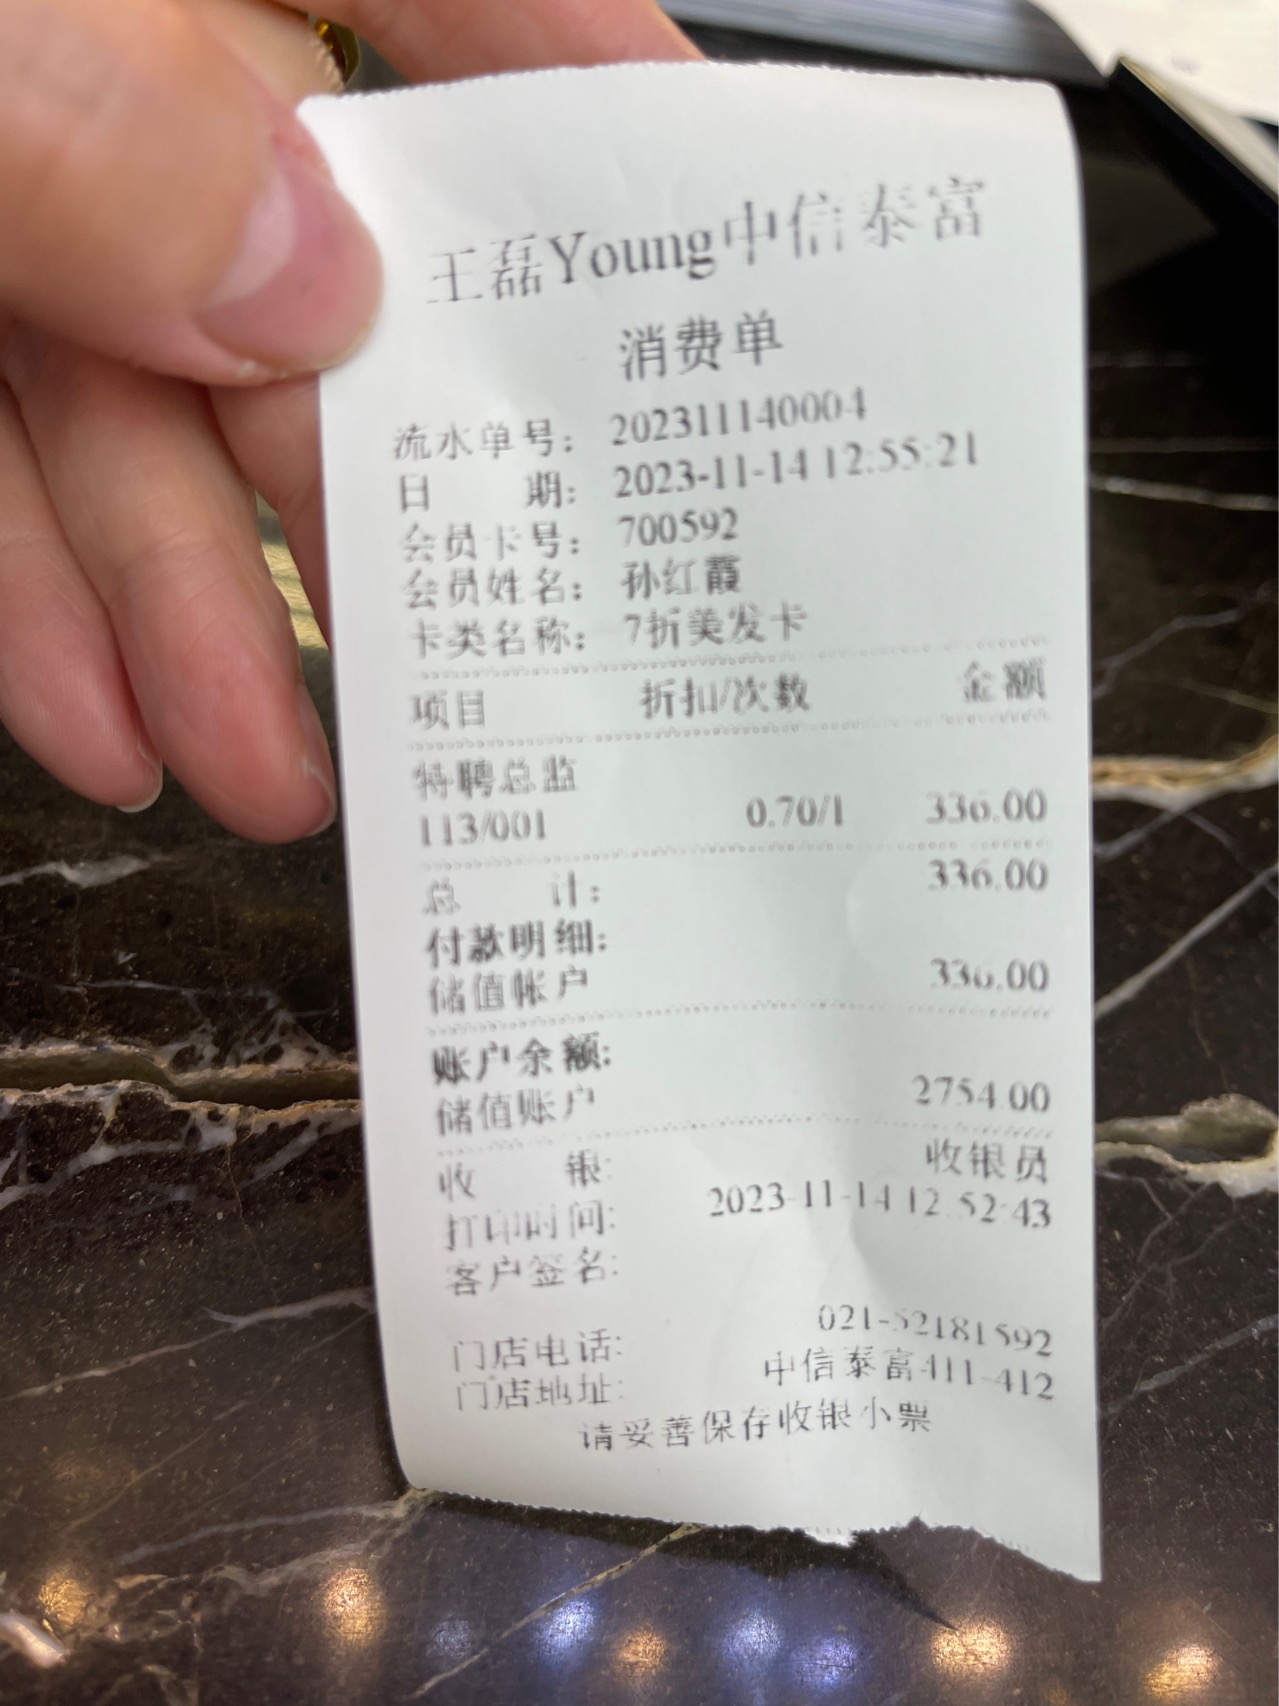 王磊Young中信泰富
消费单
流水单号： 202311140004
日 期： 2023-11-14 12:55:21
会员卡号： 700592
会员姓名： 孙红霞
卡类名称： 7折美发卡
项目 折扣/次数 金额
特聘总监
113/001 0.70/1 336.00
总 计： 336.00
付款明细:
储值帐户 336.00
账户余额:
储值账户 2754.00
收 银: 收银员
打印时间: 2023-11-14 12:52:43
客户签名:
门店电话: 021-52181592
门店地址: 中信泰富411-412
请妥善保存收银小票